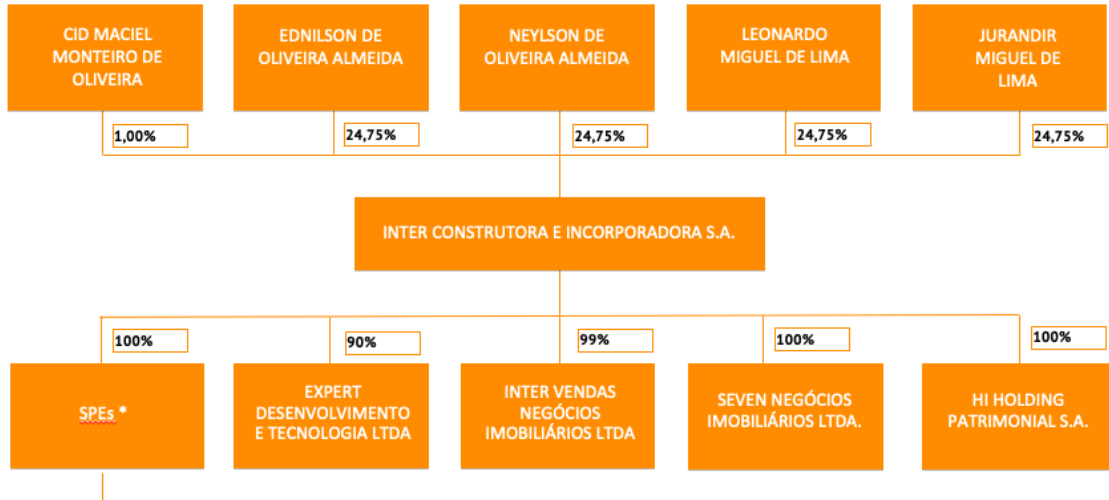 CID MACIEL
MONTEIRO DE
OLIVEIRA
EDNILSON DE
OLIVEIRA ALMEIDA
NEYLSON DE
OLIVEIRA ALMEIDA
LEONARDO
MIGUEL DE LIMA
JURANDIR
MIGUEL DE
LIMA
1,00%
24,75%
24,75%
24,75%
24,75%
INTER CONSTRUTORA E INCORPORADORA S.A.
100%
90%
99%
100%
100%
SPEs *
EXPERT
DESENVOLVIMENTO
E TECNOLOGIA LTDA
INTER VENDAS
NEGÓCIOS
IMOBILIÁRIOS LTDA
SEVEN NEGÓCIOS
IMOBILIÁRIOS LTDA.
HI HOLDING
PATRIMONIAL S.A.